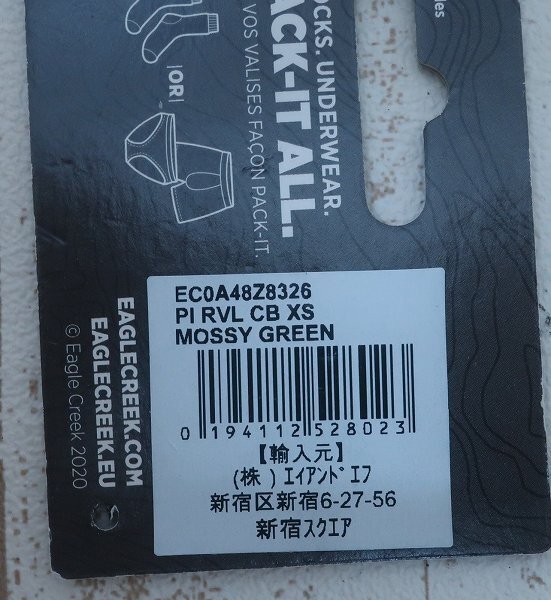 OCKS. UNDERWEAR.
ACK-IT ALL.
VOS VALISES FAÇON PACK-IT.
|OR|
EAGLECREEK.COM
EAGLECREEK.EU
© Eagle Creek 2020
EC0A48Z8326
PI RVL CB XS
MOSSY GREEN
0 194112 528023
【輸入元】
(株) エイアンドエフ
新宿区新宿6-27-56
新宿スクエア